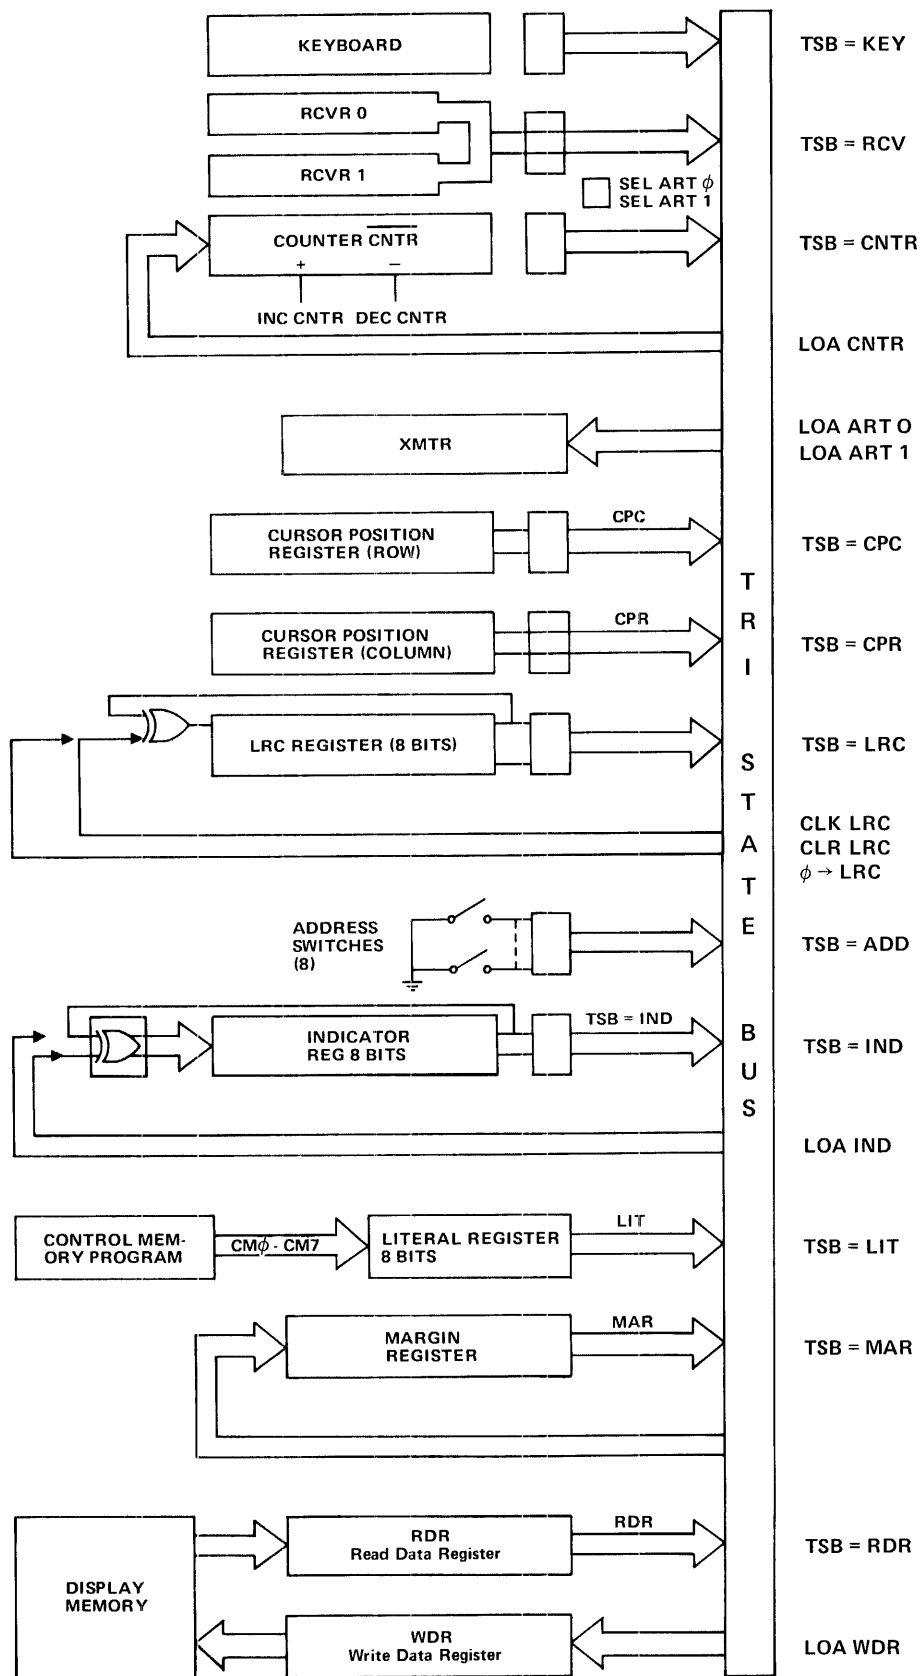 KEYBOARD
TSB = KEY
RCVR 0
TSB = RCV
RCVR 1
SEL ART ϕ
SEL ART 1
COUNTER CNTR
+ −
TSB = CNTR
INC CNTR DEC CNTR
LOA CNTR
XMTR
LOA ART O
LOA ART 1
CURSOR POSITION
REGISTER (ROW)
CPC
TSB = CPC
CURSOR POSITION
REGISTER (COLUMN)
CPR
TSB = CPR
LRC REGISTER (8 BITS)
TSB = LRC
CLK LRC
CLR LRC
ϕ → LRC
TRI STATE BUS
ADDRESS
SWITCHES
(8)
TSB = ADD
INDICATOR
REG 8 BITS
TSB = IND
TSB = IND
LOA IND
CONTROL MEM-
ORY PROGRAM
CMϕ - CM7
LITERAL REGISTER
8 BITS
LIT
TSB = LIT
MARGIN
REGISTER
MAR
TSB = MAR
DISPLAY
MEMORY
RDR
Read Data Register
RDR
TSB = RDR
WDR
Write Data Register
LOA WDR